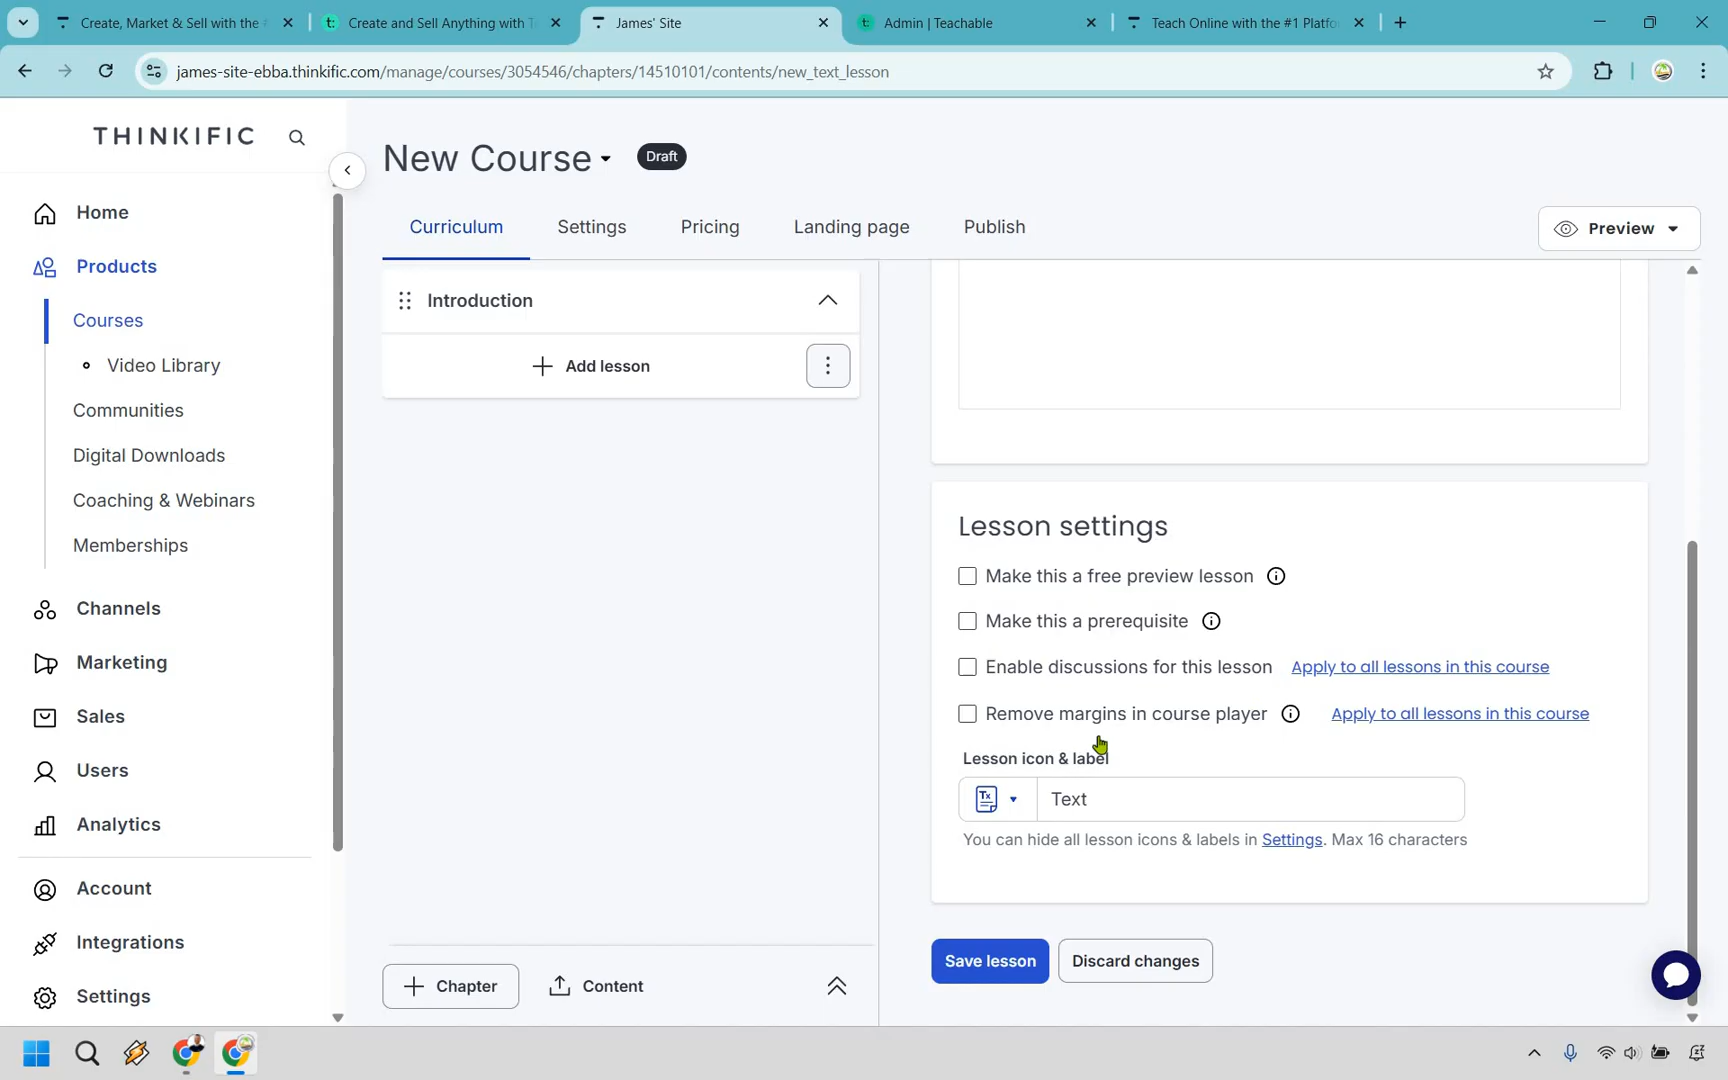 Create, Market & Sell with the
Create and Sell Anything with T
James' Site
Admin | Teachable
Teach Online with the #1 Platfo
james-site-ebba.thinkific.com/manage/courses/3054546/chapters/14510101/contents/new_text_lesson
THINKIFIC
Home
Products
Courses
Video Library
Communities
Digital Downloads
Coaching & Webinars
Memberships
Channels
Marketing
Sales
Users
Analytics
Account
Integrations
Settings
New Course
Draft
Curriculum
Settings
Pricing
Landing page
Publish
Preview
Introduction
Add lesson
Chapter
Content
Lesson settings
Make this a free preview lesson
Make this a prerequisite
Enable discussions for this lesson Apply to all lessons in this course
Remove margins in course player Apply to all lessons in this course
Lesson icon & label
Tx
Text
You can hide all lesson icons & labels in Settings. Max 16 characters
Save lesson
Discard changes